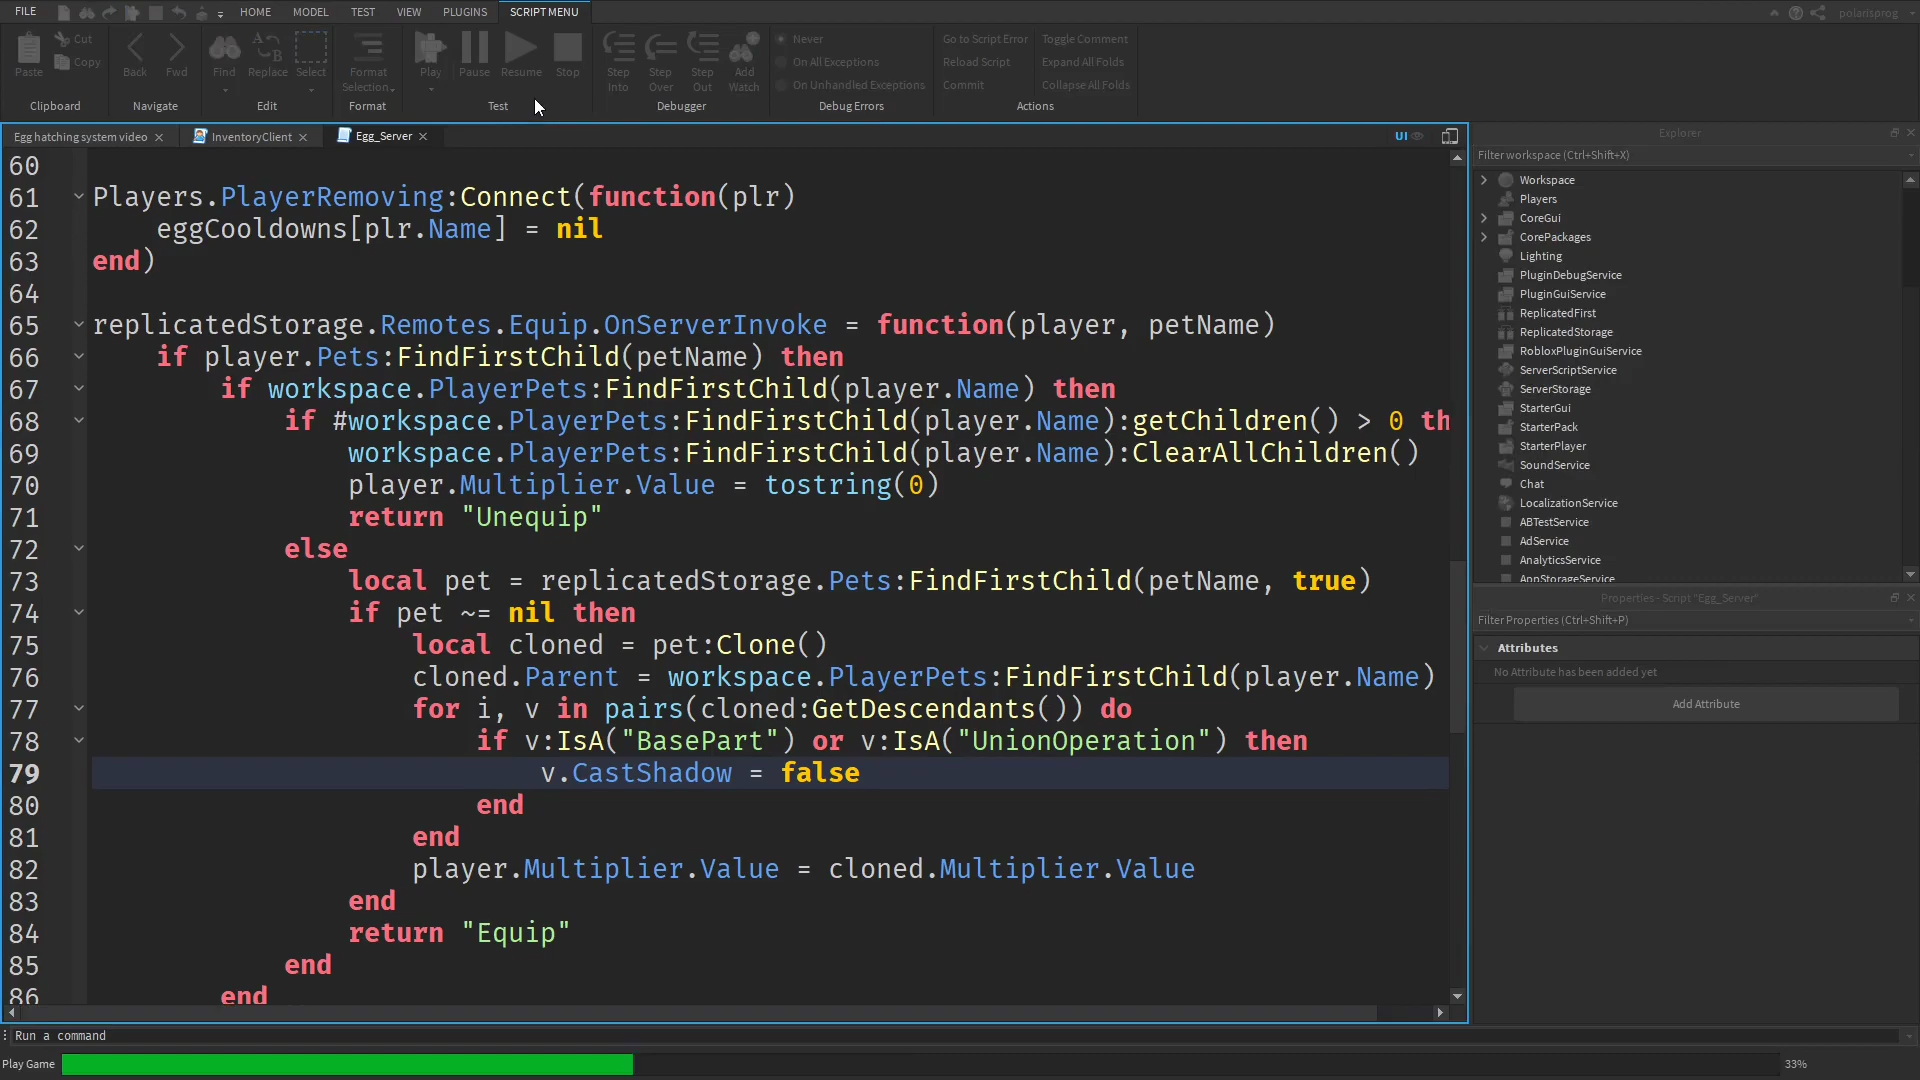 FILE HOME MODEL TEST VIEW PLUGINS SCRIPT MENU polarisprog
Paste Cut Copy Back Fwd Find Replace Select Format Selection Play Pause Resume Stop Step Into Step Over Step Out Add Watch
Never
On All Exceptions
On Unhandled Exceptions
Go to Script Error Toggle Comment
Reload Script Expand All Folds
Commit Collapse All Folds
Clipboard Navigate Edit Format Test Debugger Debug Errors Actions
Egg hatching system video InventoryClient Egg_Server UI
60
61 Players.PlayerRemoving:Connect(function(plr)
62 eggCooldowns[plr.Name] = nil
63 end)
64
65 replicatedStorage.Remotes.Equip.OnServerInvoke = function(player, petName)
66 if player.Pets:FindFirstChild(petName) then
67 if workspace.PlayerPets:FindFirstChild(player.Name) then
68 if #workspace.PlayerPets:FindFirstChild(player.Name):getChildren() > 0 th
69 workspace.PlayerPets:FindFirstChild(player.Name):ClearAllChildren()
70 player.Multiplier.Value = tostring(0)
71 return "Unequip"
72 else
73 local pet = replicatedStorage.Pets:FindFirstChild(petName, true)
74 if pet ~= nil then
75 local cloned = pet:Clone()
76 cloned.Parent = workspace.PlayerPets:FindFirstChild(player.Name)
77 for i, v in pairs(cloned:GetDescendants()) do
78 if v:IsA("BasePart") or v:IsA("UnionOperation") then
79 v.CastShadow = false
80 end
81 end
82 player.Multiplier.Value = cloned.Multiplier.Value
83 end
84 return "Equip"
85 end
86 end
Explorer
Filter workspace (Ctrl+Shift+X)
Workspace
Players
CoreGui
CorePackages
Lighting
PluginDebugService
PluginGuiService
ReplicatedFirst
ReplicatedStorage
RobloxPluginGuiService
ServerScriptService
ServerStorage
StarterGui
StarterPack
StarterPlayer
SoundService
Chat
LocalizationService
ABTestService
AdService
AnalyticsService
AppStorageService
Properties - Script "Egg_Server"
Filter Properties (Ctrl+Shift+P)
Attributes
No Attribute has been added yet
Add Attribute
Run a command
Play Game 33%